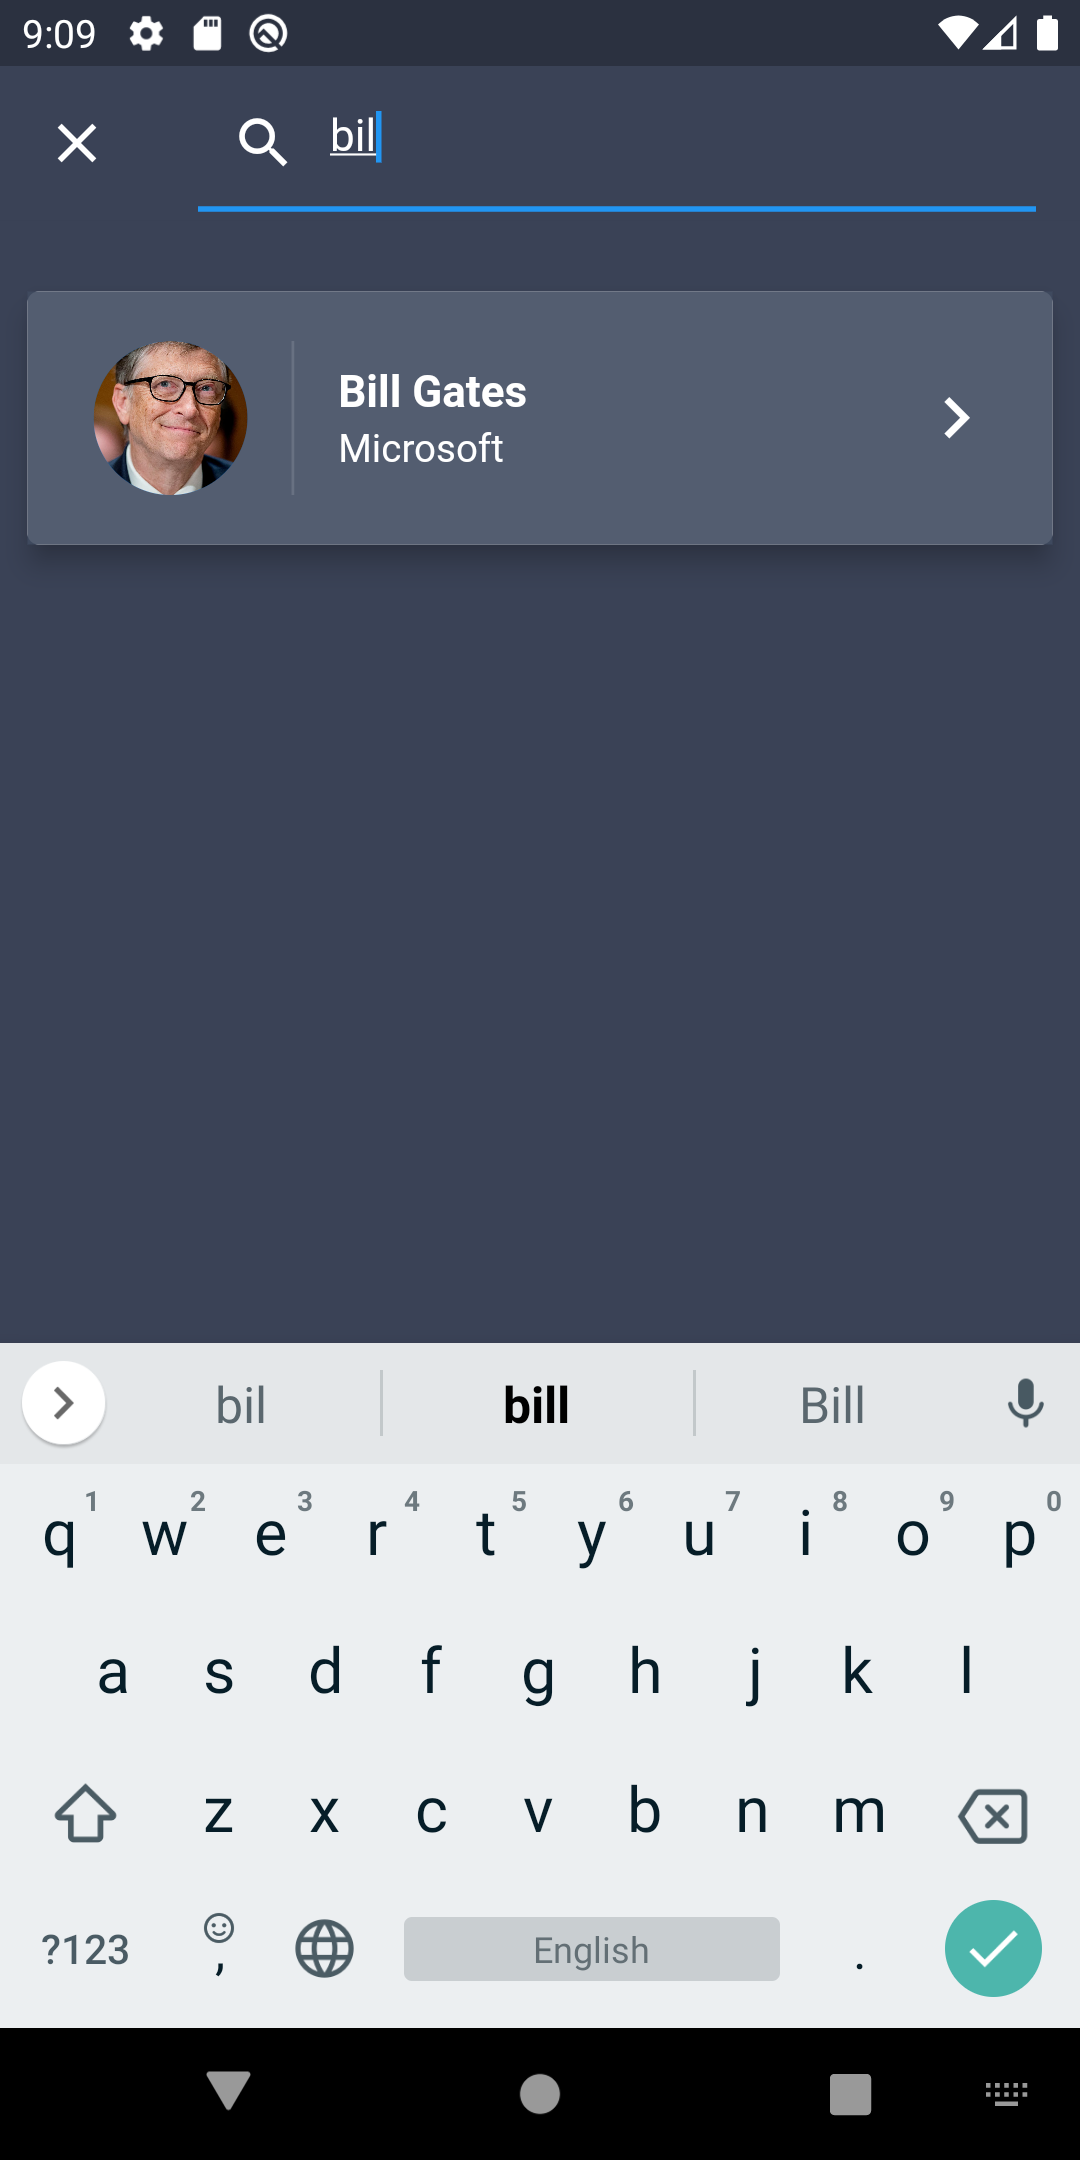 9:09
bil
Bill Gates
Microsoft
bil bill Bill
1 2 3 4 5 6 7 8 9 0
q w e r t y u i o p
a s d f g h j k l
z x c v b n m
?123 , English .